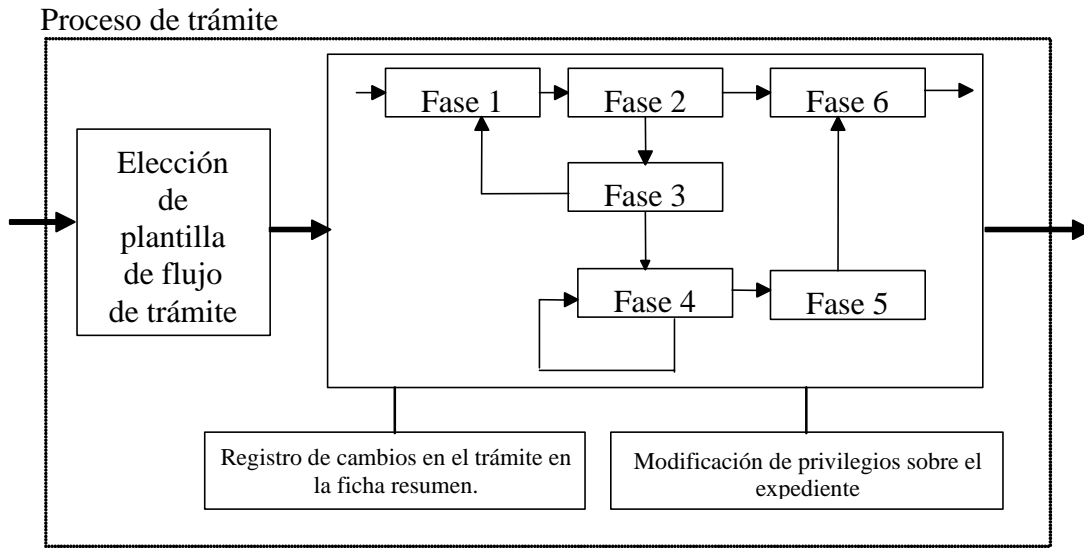 Proceso de trámite
Elección
de
plantilla
de flujo
de trámite
Fase 1
Fase 2
Fase 6
Fase 3
Fase 4
Fase 5
Registro de cambios en el trámite en
la ficha resumen.
Modificación de privilegios sobre el
expediente